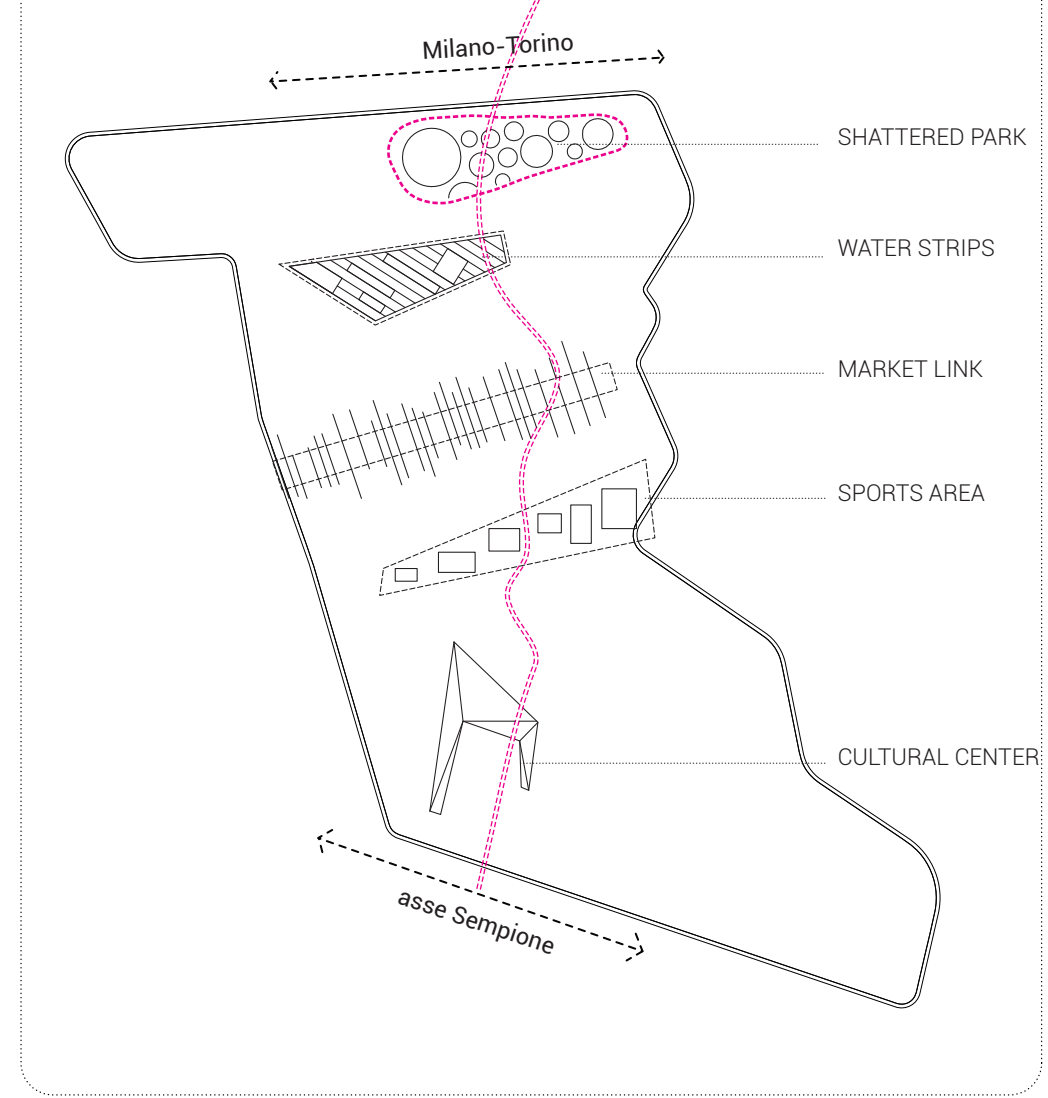 Milano-Torino
SHATTERED PARK
WATER STRIPS
MARKET LINK
SPORTS AREA
CULTURAL CENTER
asse Sempione